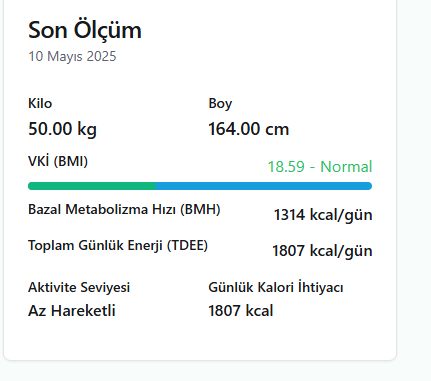 Son Ölçüm
10 Mayıs 2025
Kilo
50.00 kg
Boy
164.00 cm
VKİ (BMI)
18.59 - Normal
Bazal Metabolizma Hızı (BMH)
1314 kcal/gün
Toplam Günlük Enerji (TDEE)
1807 kcal/gün
Aktivite Seviyesi
Az Hareketli
Günlük Kalori İhtiyacı
1807 kcal